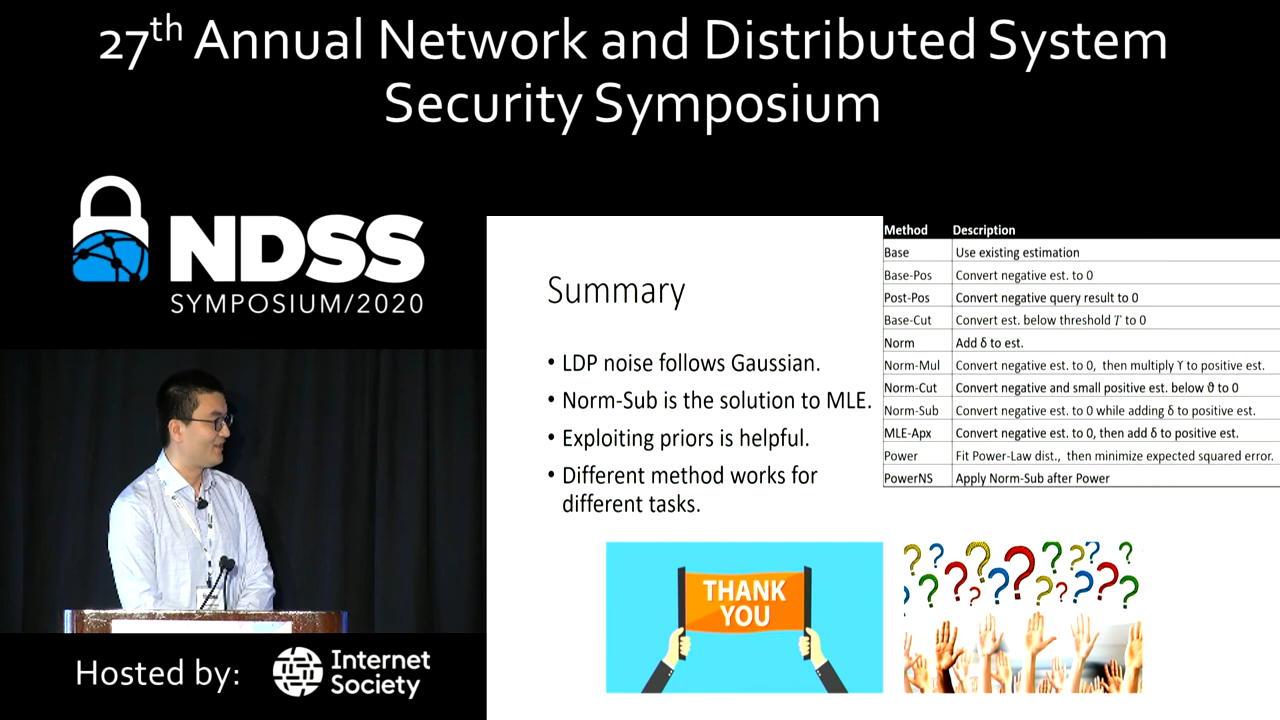 27th Annual Network and Distributed System
Security Symposium
NDSS
SYMPOSIUM/2020
Summary
• LDP noise follows Gaussian.
• Norm-Sub is the solution to MLE.
• Exploiting priors is helpful.
• Different method works for
different tasks.
Method Description
Base Use existing estimation
Base-Pos Convert negative est. to 0
Post-Pos Convert negative query result to 0
Base-Cut Convert est. below threshold T to 0
Norm Add δ to est.
Norm-Mul Convert negative est. to 0, then multiply ϒ to positive est.
Norm-Cut Convert negative and small positive est. below θ to 0
Norm-Sub Convert negative est. to 0 while adding δ to positive est.
MLE-Apx Convert negative est. to 0, then add δ to positive est.
Power Fit Power-Law dist., then minimize expected squared error.
PowerNS Apply Norm-Sub after Power
THANK
YOU
? ? ? ? ? ? ? ? ? ? ? ? ? ? ? ?
Hosted by:
Internet
Society